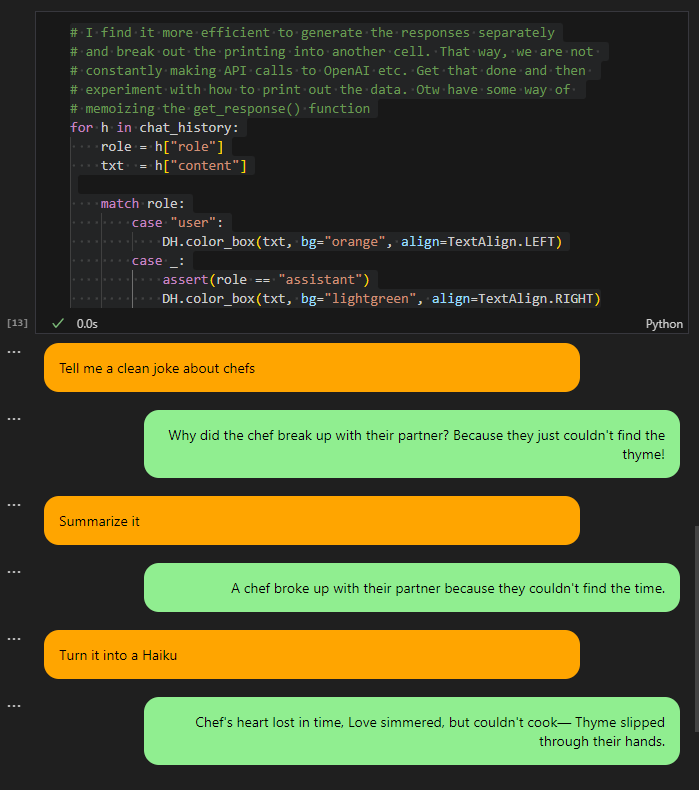 # I find it more efficient to generate the responses separately
# and break out the printing into another cell. That way, we are not
# constantly making API calls to OpenAI etc. Get that done and then
# experiment with how to print out the data. Otw have some way of
# memoizing the get_response() function
for h in chat_history:
    role = h["role"]
    txt  = h["content"]

    match role:
        case "user":
            DH.color_box(txt, bg="orange", align=TextAlign.LEFT)
        case _:
            assert(role == "assistant")
            DH.color_box(txt, bg="lightgreen", align=TextAlign.RIGHT)
[13] ✓ 0.0s Python
... Tell me a clean joke about chefs
... Why did the chef break up with their partner? Because they just couldn't find the
thyme!
... Summarize it
... A chef broke up with their partner because they couldn't find the time.
... Turn it into a Haiku
... Chef's heart lost in time, Love simmered, but couldn't cook— Thyme slipped
through their hands.